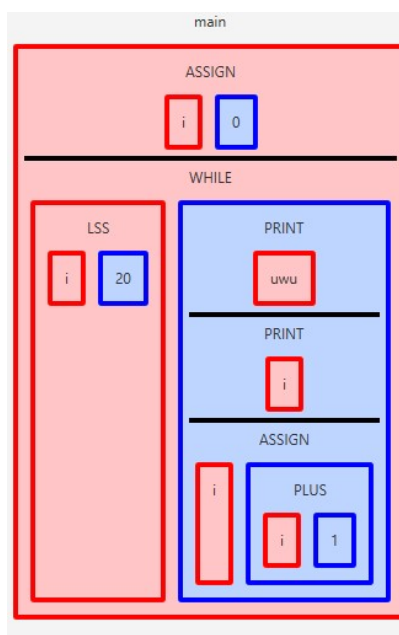 main
ASSIGN
i 0
WHILE
LSS
i 20
PRINT
uwu
PRINT
i
ASSIGN
i
PLUS
i 1